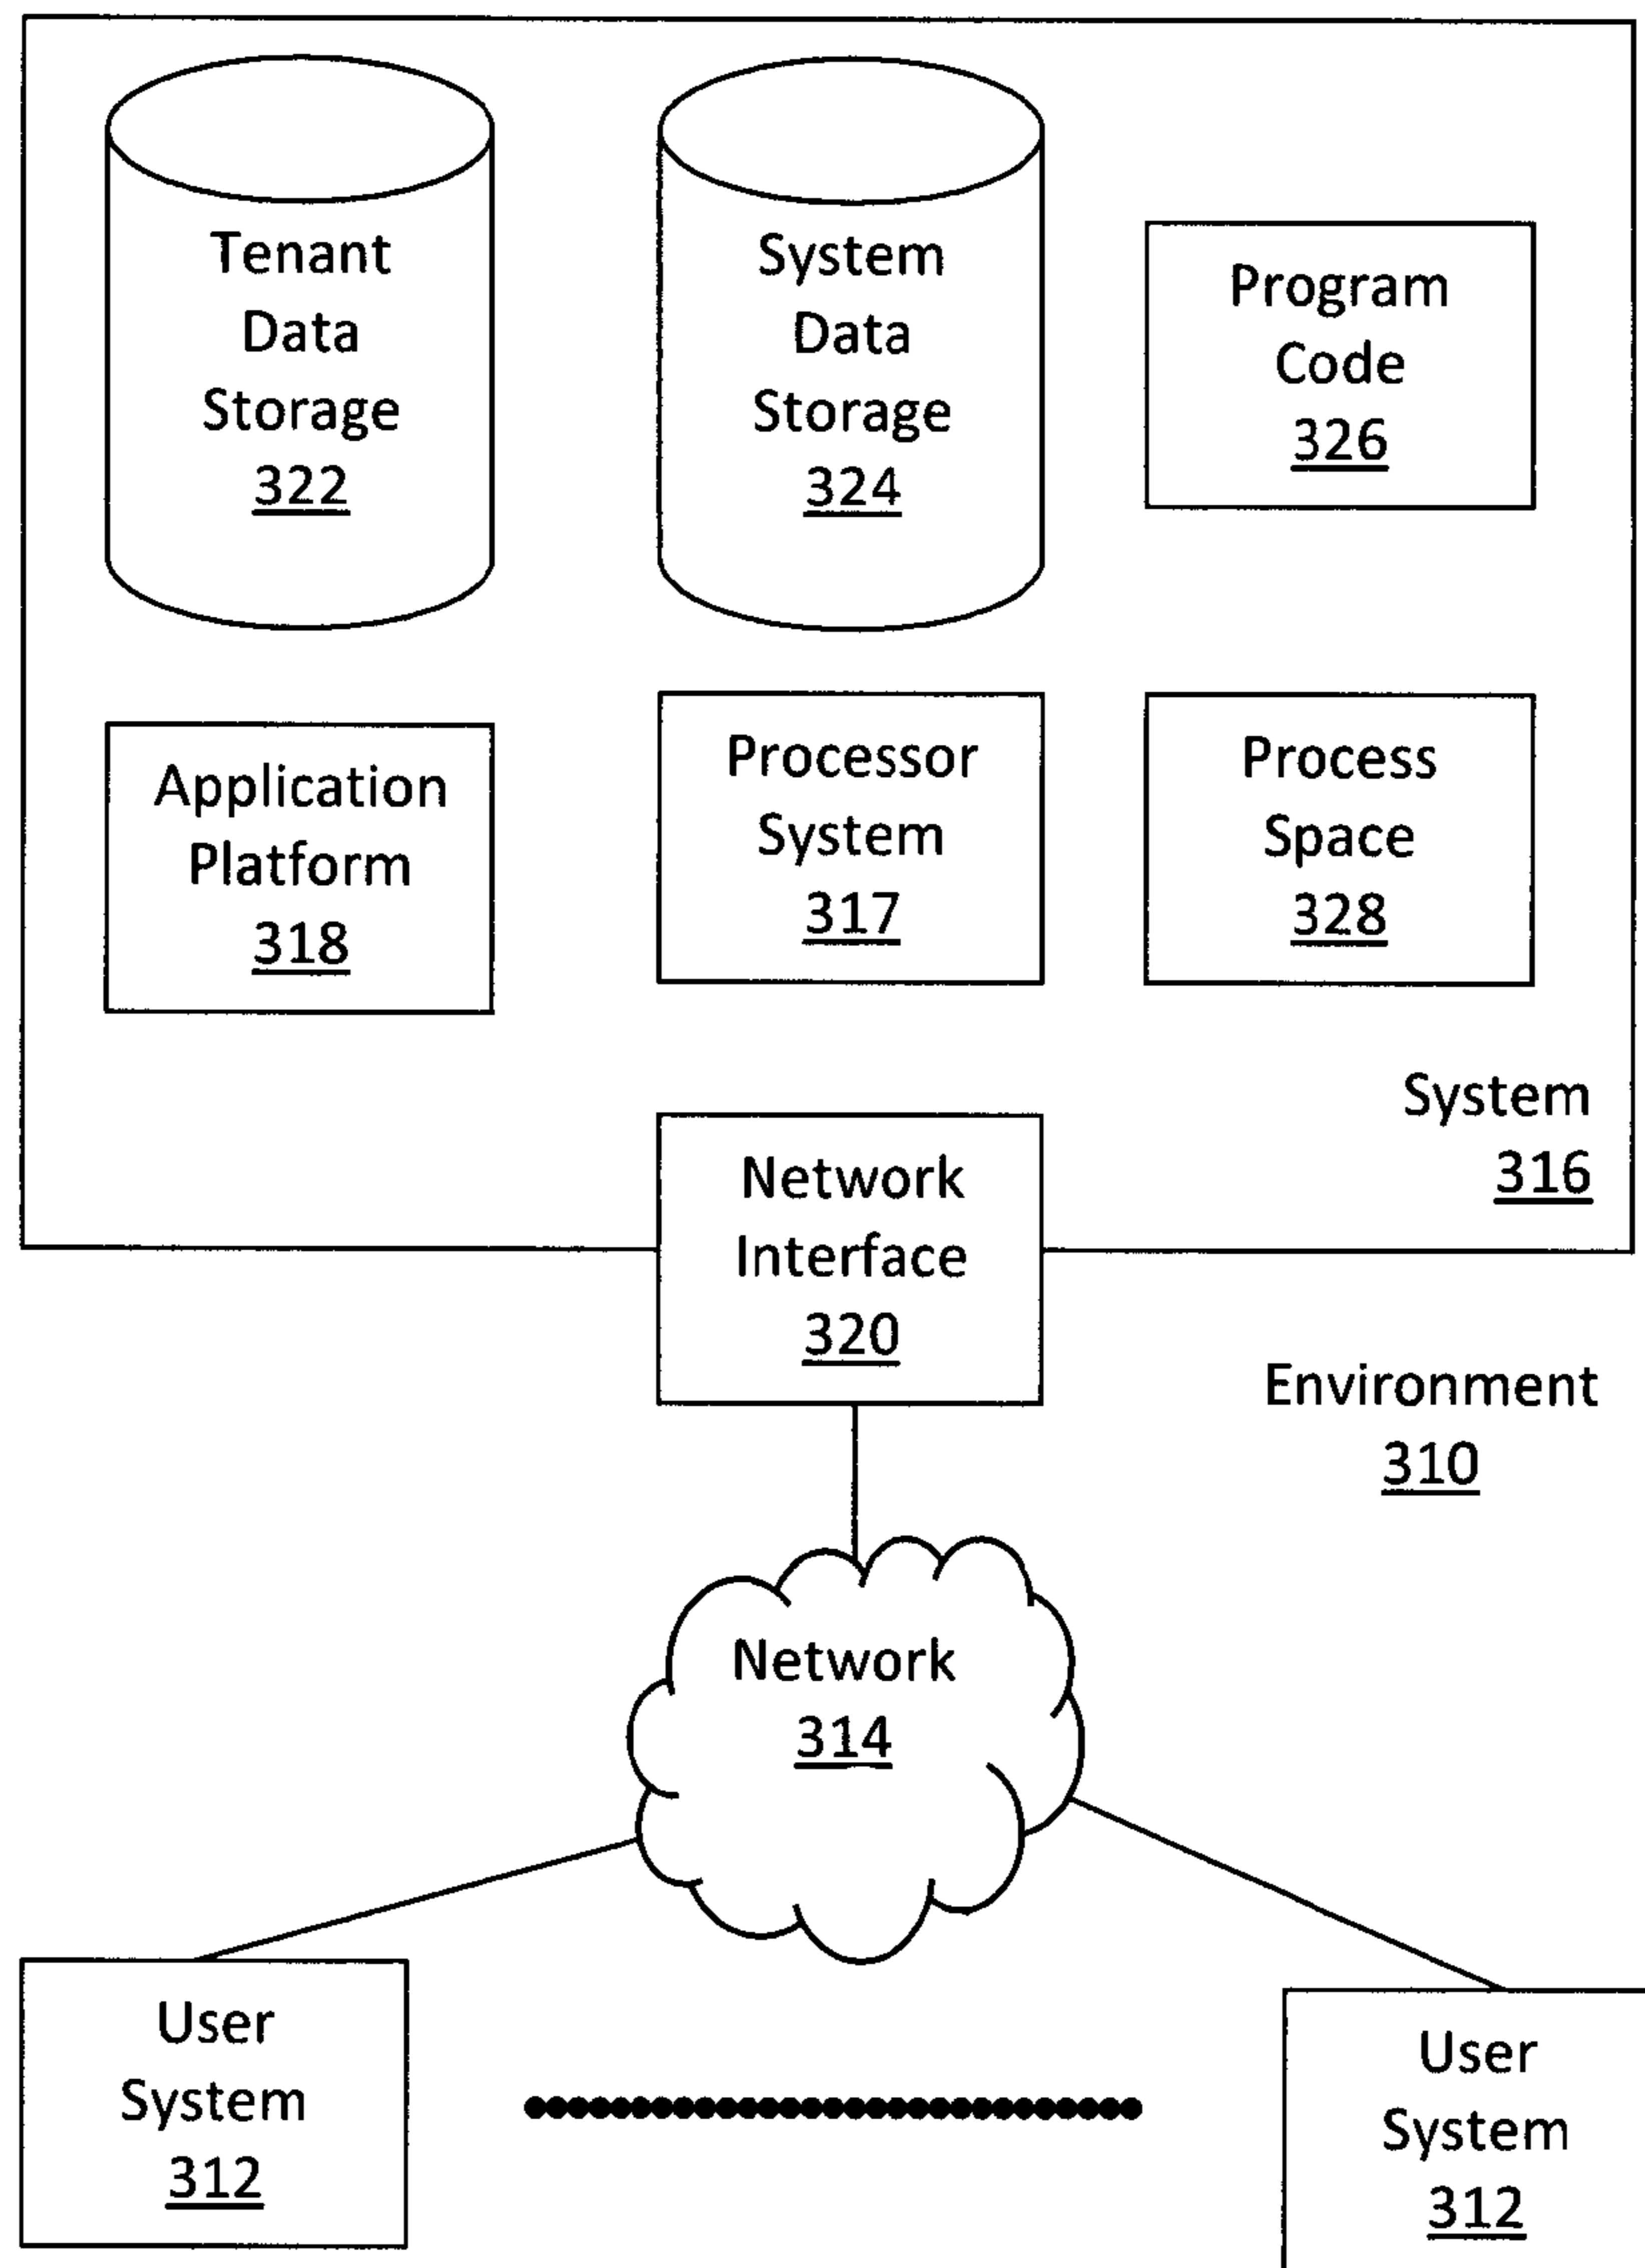 Tenant
Data
Storage
322
System
Data
Storage
324
Program
Code
326
Application
Platform
318
Processor
System
317
Process
Space
328
System
316
Network
Interface
320
Environment
310
Network
314
User
System
312
User
System
312